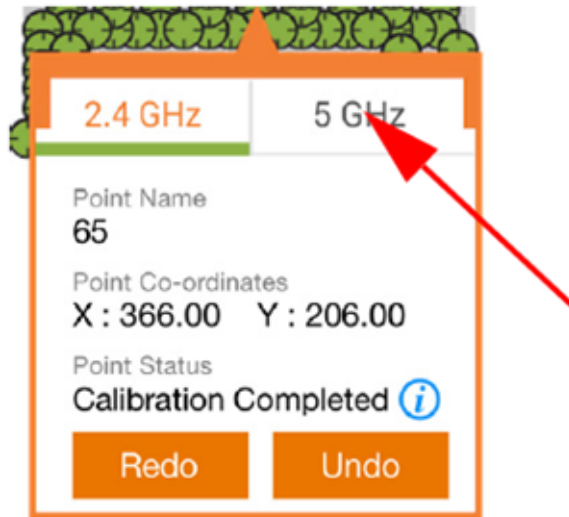 2.4 GHz 5 GHz
Point Name
65
Point Co-ordinates
X : 366.00 Y : 206.00
Point Status
Calibration Completed i
Redo Undo